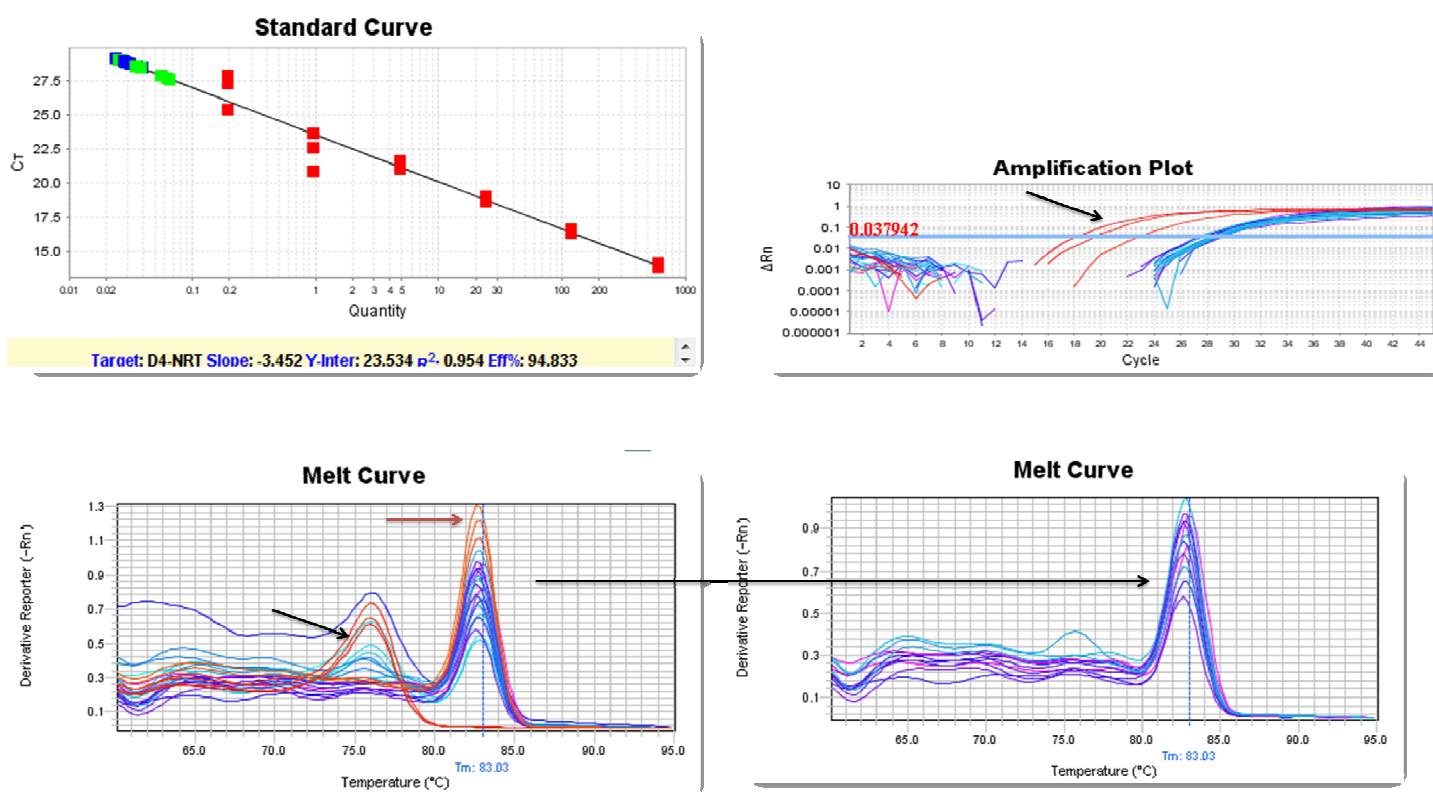 Standard Curve
CT
27.5
25.0
22.5
20.0
17.5
15.0
0.01 0.02 0.1 0.2 1 2 3 4 5 10 20 30 100 200 1000
Quantity
Target: D4-NRT Slope: -3.452 Y-Inter: 23.534 R2: 0.954 Eff%: 94.833
Amplification Plot
ΔRn
10
1
0.1
0.037942
0.01
0.001
0.0001
0.00001
0.000001
2 4 6 8 10 12 14 16 18 20 22 24 26 28 30 32 34 36 38 40 42 44
Cycle
Melt Curve
Derivative Reporter (-Rn')
1.3
1.1
0.9
0.7
0.5
0.3
0.1
65.0 70.0 75.0 80.0 85.0 90.0 95.0
Tm: 83.03
Temperature (°C)
Melt Curve
Derivative Reporter (-Rn')
0.9
0.7
0.5
0.3
0.1
65.0 70.0 75.0 80.0 85.0 90.0 95.0
Tm: 83.03
Temperature (°C)